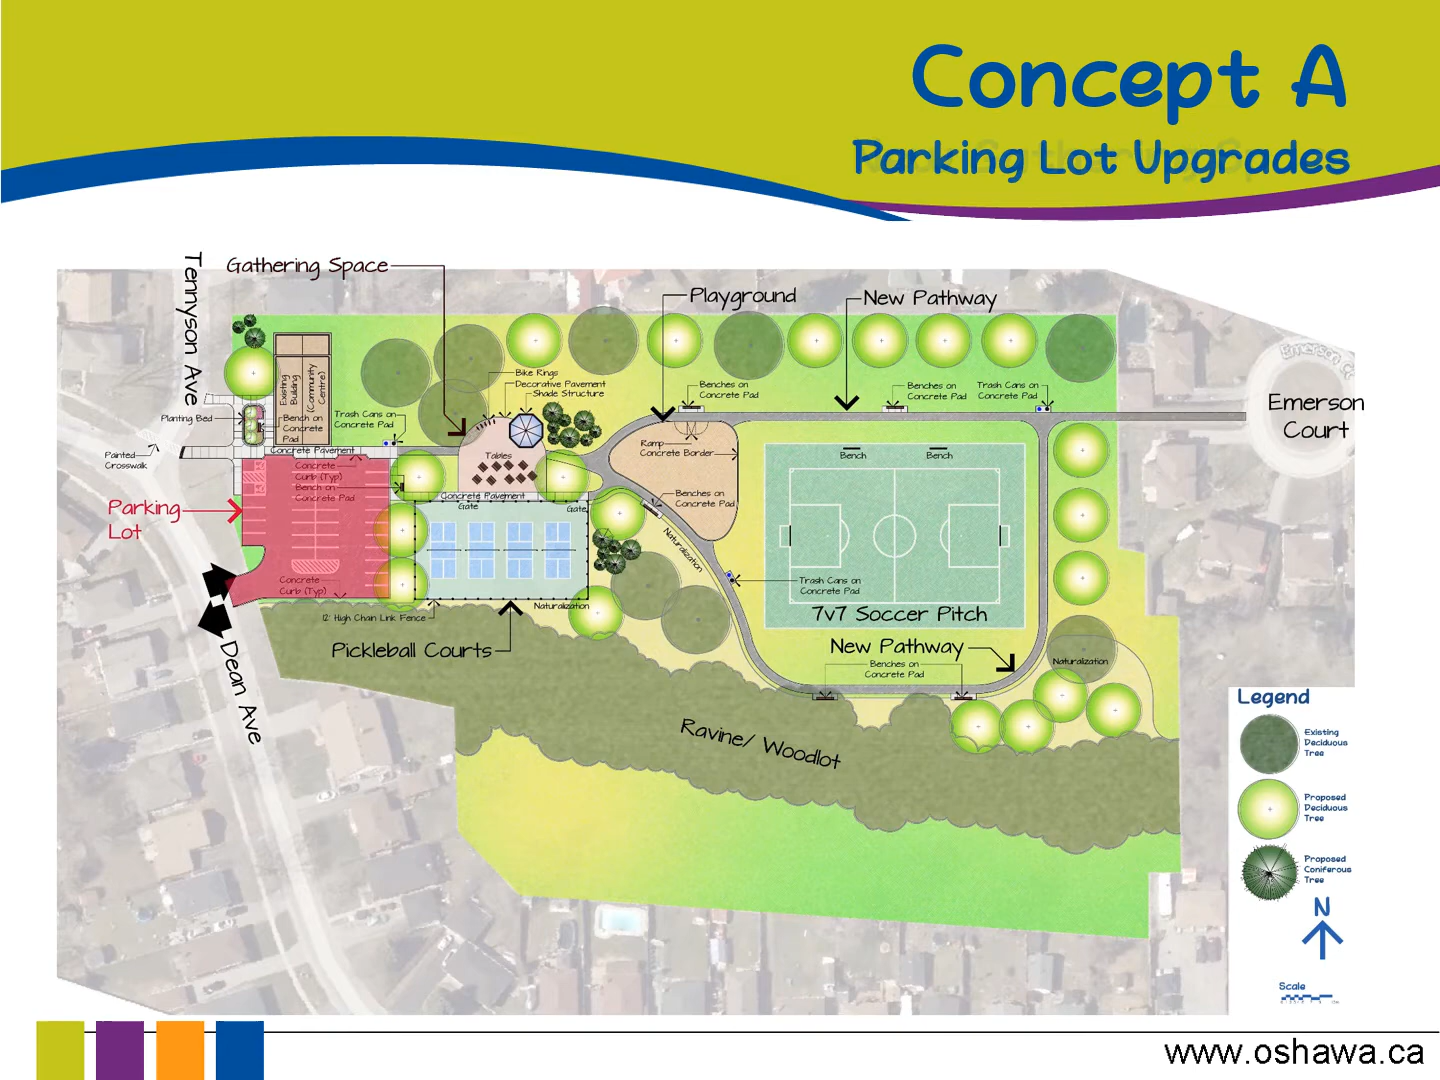 Concept A
Parking Lot Upgrades
Tennyson Ave
Gathering Space
Playground
New Pathway
Emerson Ct
Emerson
Court
Bike Rings
Decorative Pavement
Shade Structure
Benches on
Concrete Pad
Benches on
Concrete Pad
Trash Cans on
Concrete Pad
Existing
Building
(Community
Centre)
Planting Bed
Bench on
Concrete
Pad
Trash Cans on
Concrete Pad
Painted
Crosswalk
Concrete Pavement
Concrete
Curb (Typ)
Bench on
Concrete Pad
Tables
Concrete Pavement
Gate
Gate
Ramp
Concrete Border
Benches on
Concrete Pad
Bench
Bench
Parking
Lot
Naturalization
Concrete
Curb (Typ)
Trash Cans on
Concrete Pad
12' High Chain Link Fence
Naturalization
7v7 Soccer Pitch
Pickleball Courts
New Pathway
Benches on
Concrete Pad
Naturalization
Dean Ave
Ravine/ Woodlot
Legend
Existing
Deciduous
Tree
Proposed
Deciduous
Tree
Proposed
Coniferous
Tree
N
Scale
www.oshawa.ca